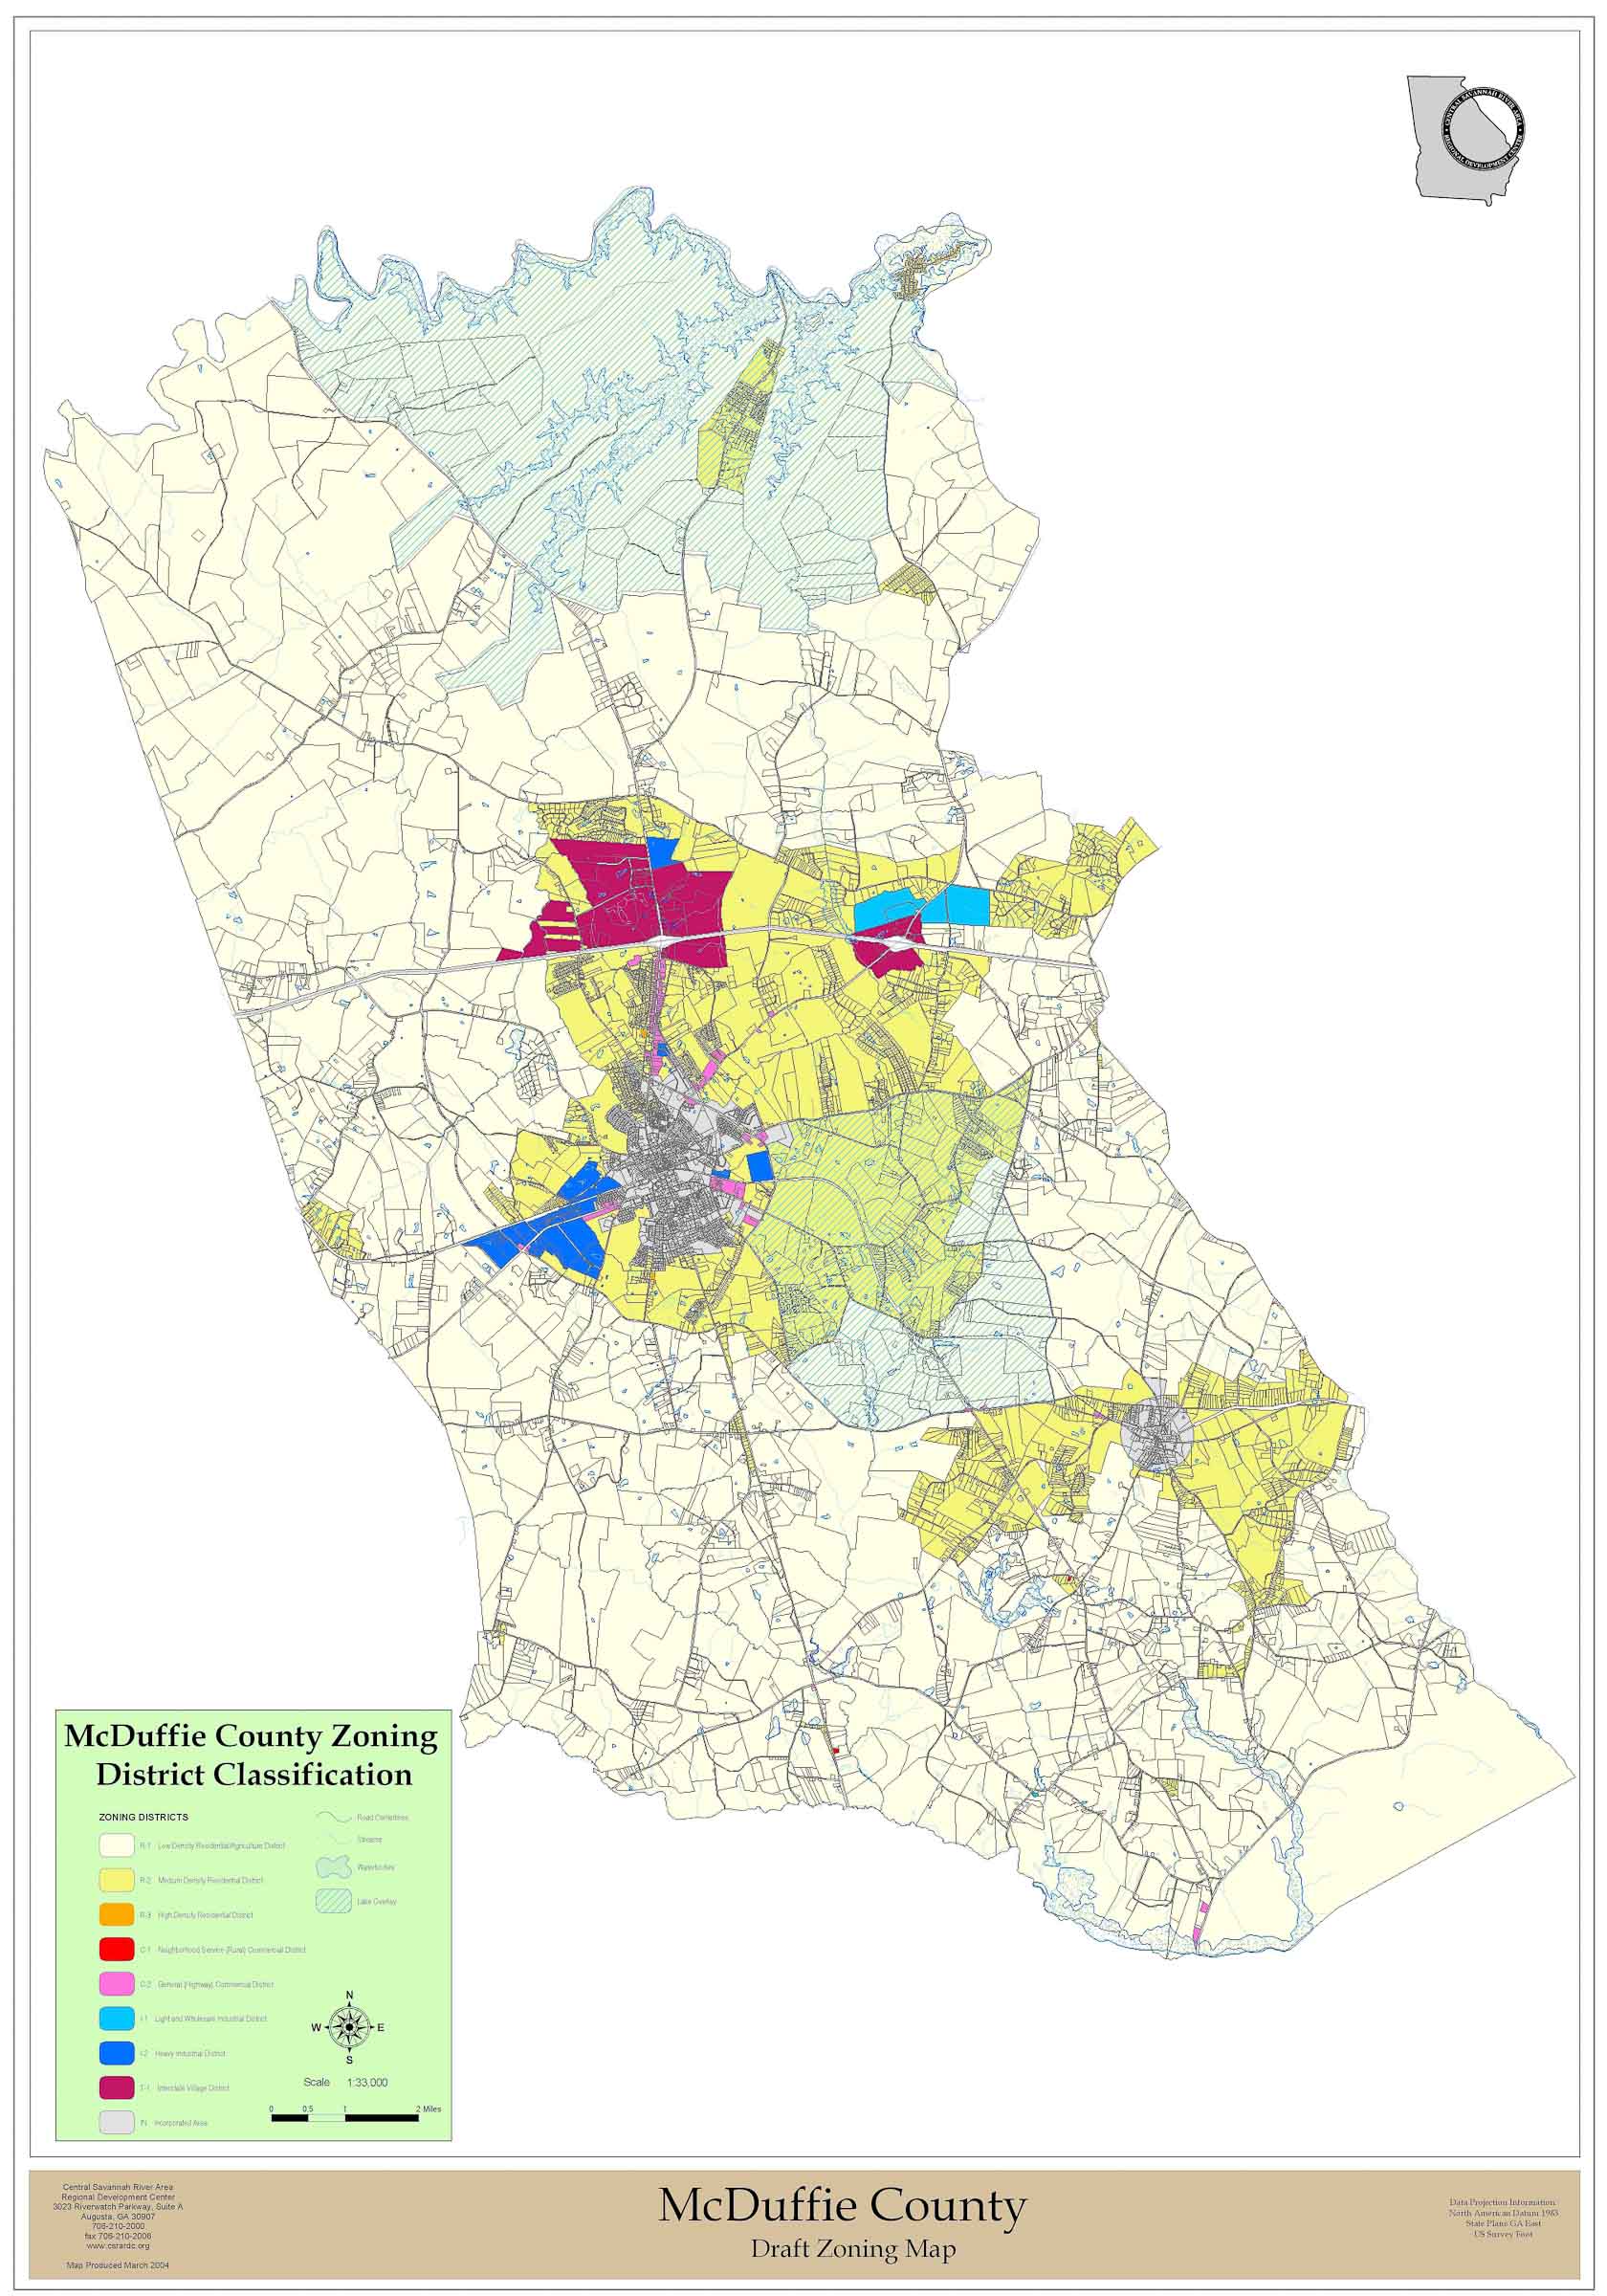 CENTRAL SAVANNAH RIVER AREA
REGIONAL DEVELOPMENT CENTER
McDuffie County Zoning
District Classification
ZONING DISTRICTS
R-1 Low Density Residential/Agriculture District
R-2 Medium Density Residential District
R-3 High Density Residential District
C-1 Neighborhood Service (Rural) Commercial District
C-2 General (Highway) Commercial District
I-1 Light and Wholesale Industrial District
I-2 Heavy Industrial District
Interstate Village District
Incorporated Area
Road Centerlines
Streams
Waterbodies
Lake Overlay
N
W E
S
Scale 1:33,000
0 0.5 1 2 Miles
Central Savannah River Area
Regional Development Center
3023 Riverwatch Parkway, Suite A
Augusta, GA 30907
706-210-2000
fax 706-210-2006
www.csrardc.org
Map Produced March 2004
McDuffie County
Draft Zoning Map
Data Projection Information
North American Datum 1983
State Plane GA East
US Survey Feet